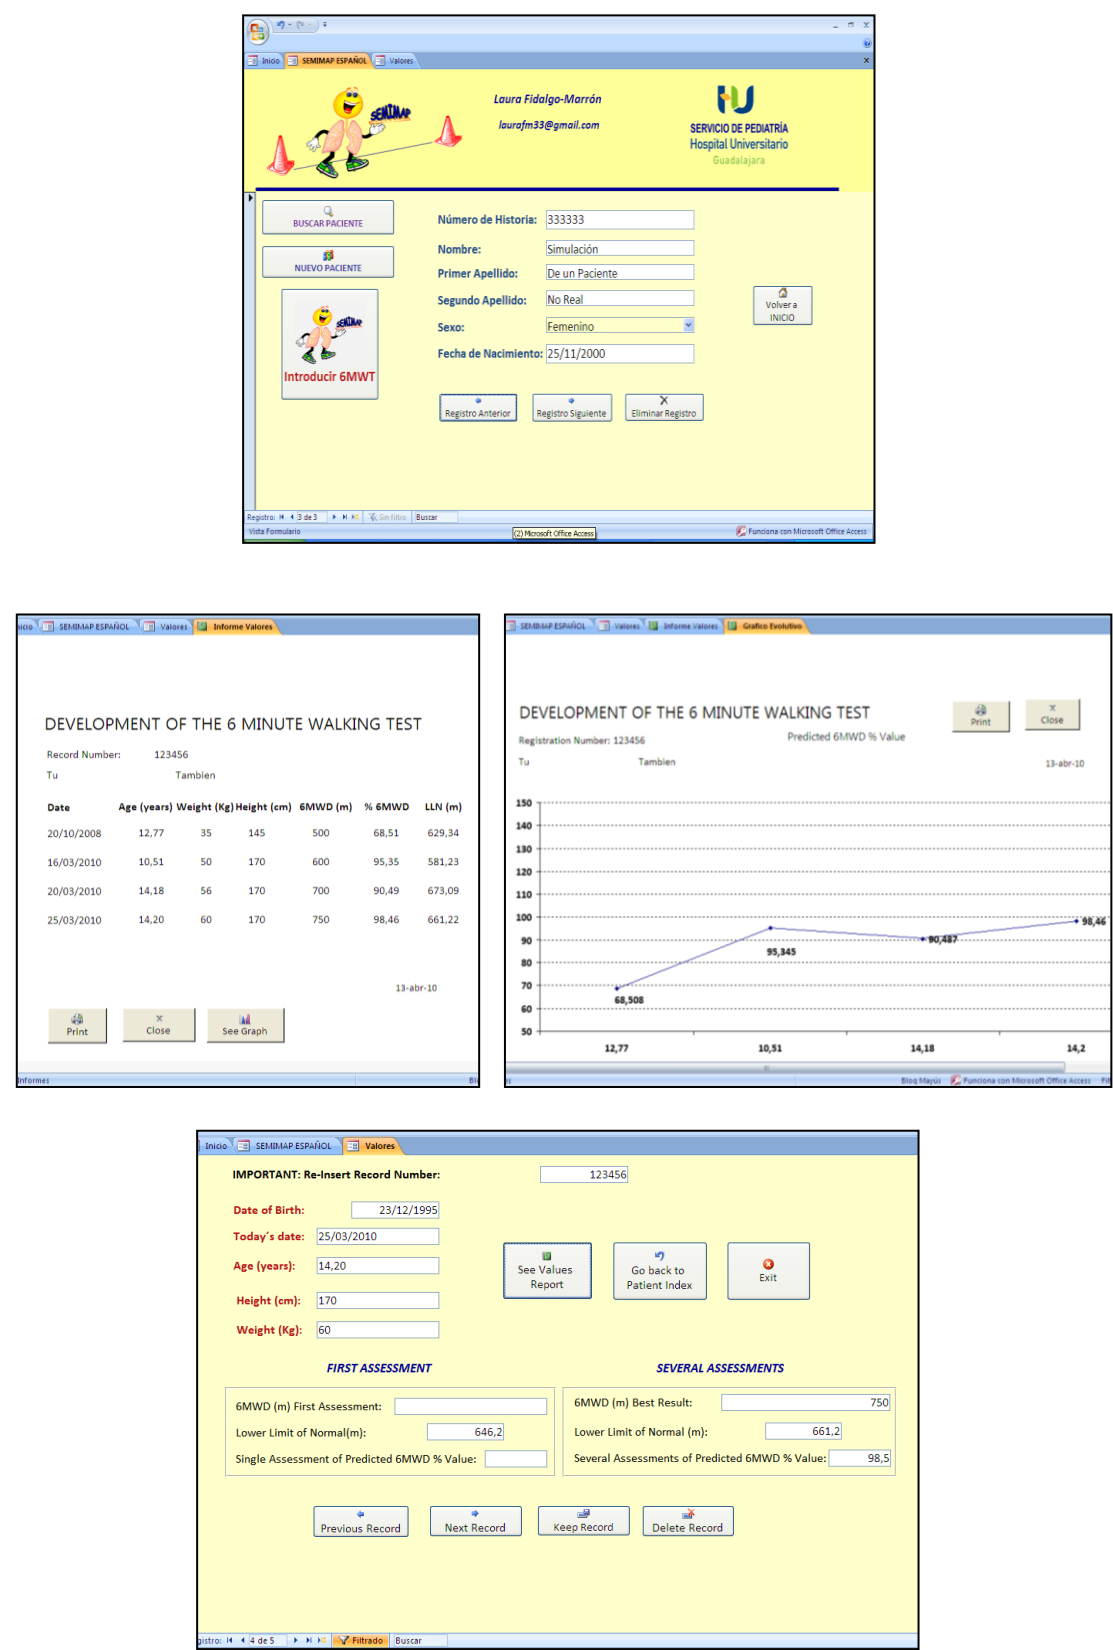 Inicio SEMIMAP ESPAÑOL Valores
SEMIMAP
Laura Fidalgo-Marrón
laurafm33@gmail.com
HU
SERVICIO DE PEDIATRÍA
Hospital Universitario
Guadalajara
BUSCAR PACIENTE
NUEVO PACIENTE
SEMIMAP
Introducir 6MWT
Número de Historia: 333333
Nombre: Simulación
Primer Apellido: De un Paciente
Segundo Apellido: No Real
Sexo: Femenino
Fecha de Nacimiento: 25/11/2000
Volver a
INICIO
Registro Anterior Registro Siguiente Eliminar Registro
Registro: 3 de 3 Sin filtro Buscar
Vista Formulario (2) Microsoft Office Access Funciona con Microsoft Office Access
nicio SEMIMAP ESPAÑOL Valores Informe Valores
DEVELOPMENT OF THE 6 MINUTE WALKING TEST
Record Number: 123456
Tu Tambien
Date Age (years) Weight (Kg) Height (cm) 6MWD (m) % 6MWD LLN (m)
20/10/2008 12,77 35 145 500 68,51 629,34
16/03/2010 10,51 50 170 600 95,35 581,23
20/03/2010 14,18 56 170 700 90,49 673,09
25/03/2010 14,20 60 170 750 98,46 661,22
13-abr-10
Print Close See Graph
Informes Blo
SEMIMAP ESPAÑOL Valores Informe Valores Grafico Evolutivo
DEVELOPMENT OF THE 6 MINUTE WALKING TEST
Print Close
Registration Number: 123456 Predicted 6MWD % Value
Tu Tambien 13-abr-10
150
140
130
120
110
100
90
80
70
60
50
68,508
95,345
90,487
98,46
12,77 10,51 14,18 14,2
es Bloq Mayús Funciona con Microsoft Office Access
Inicio SEMIMAP ESPAÑOL Valores
IMPORTANT: Re-Insert Record Number: 123456
Date of Birth: 23/12/1995
Today´s date: 25/03/2010
Age (years): 14,20
Height (cm): 170
Weight (Kg): 60
See Values
Report
Go back to
Patient Index
Exit
FIRST ASSESSMENT
6MWD (m) First Assessment:
Lower Limit of Normal(m): 646,2
Single Assessment of Predicted 6MWD % Value:
SEVERAL ASSESSMENTS
6MWD (m) Best Result: 750
Lower Limit of Normal (m): 661,2
Several Assessments of Predicted 6MWD % Value: 98,5
Previous Record Next Record Keep Record Delete Record
gistro: 4 de 5 Filtrado Buscar